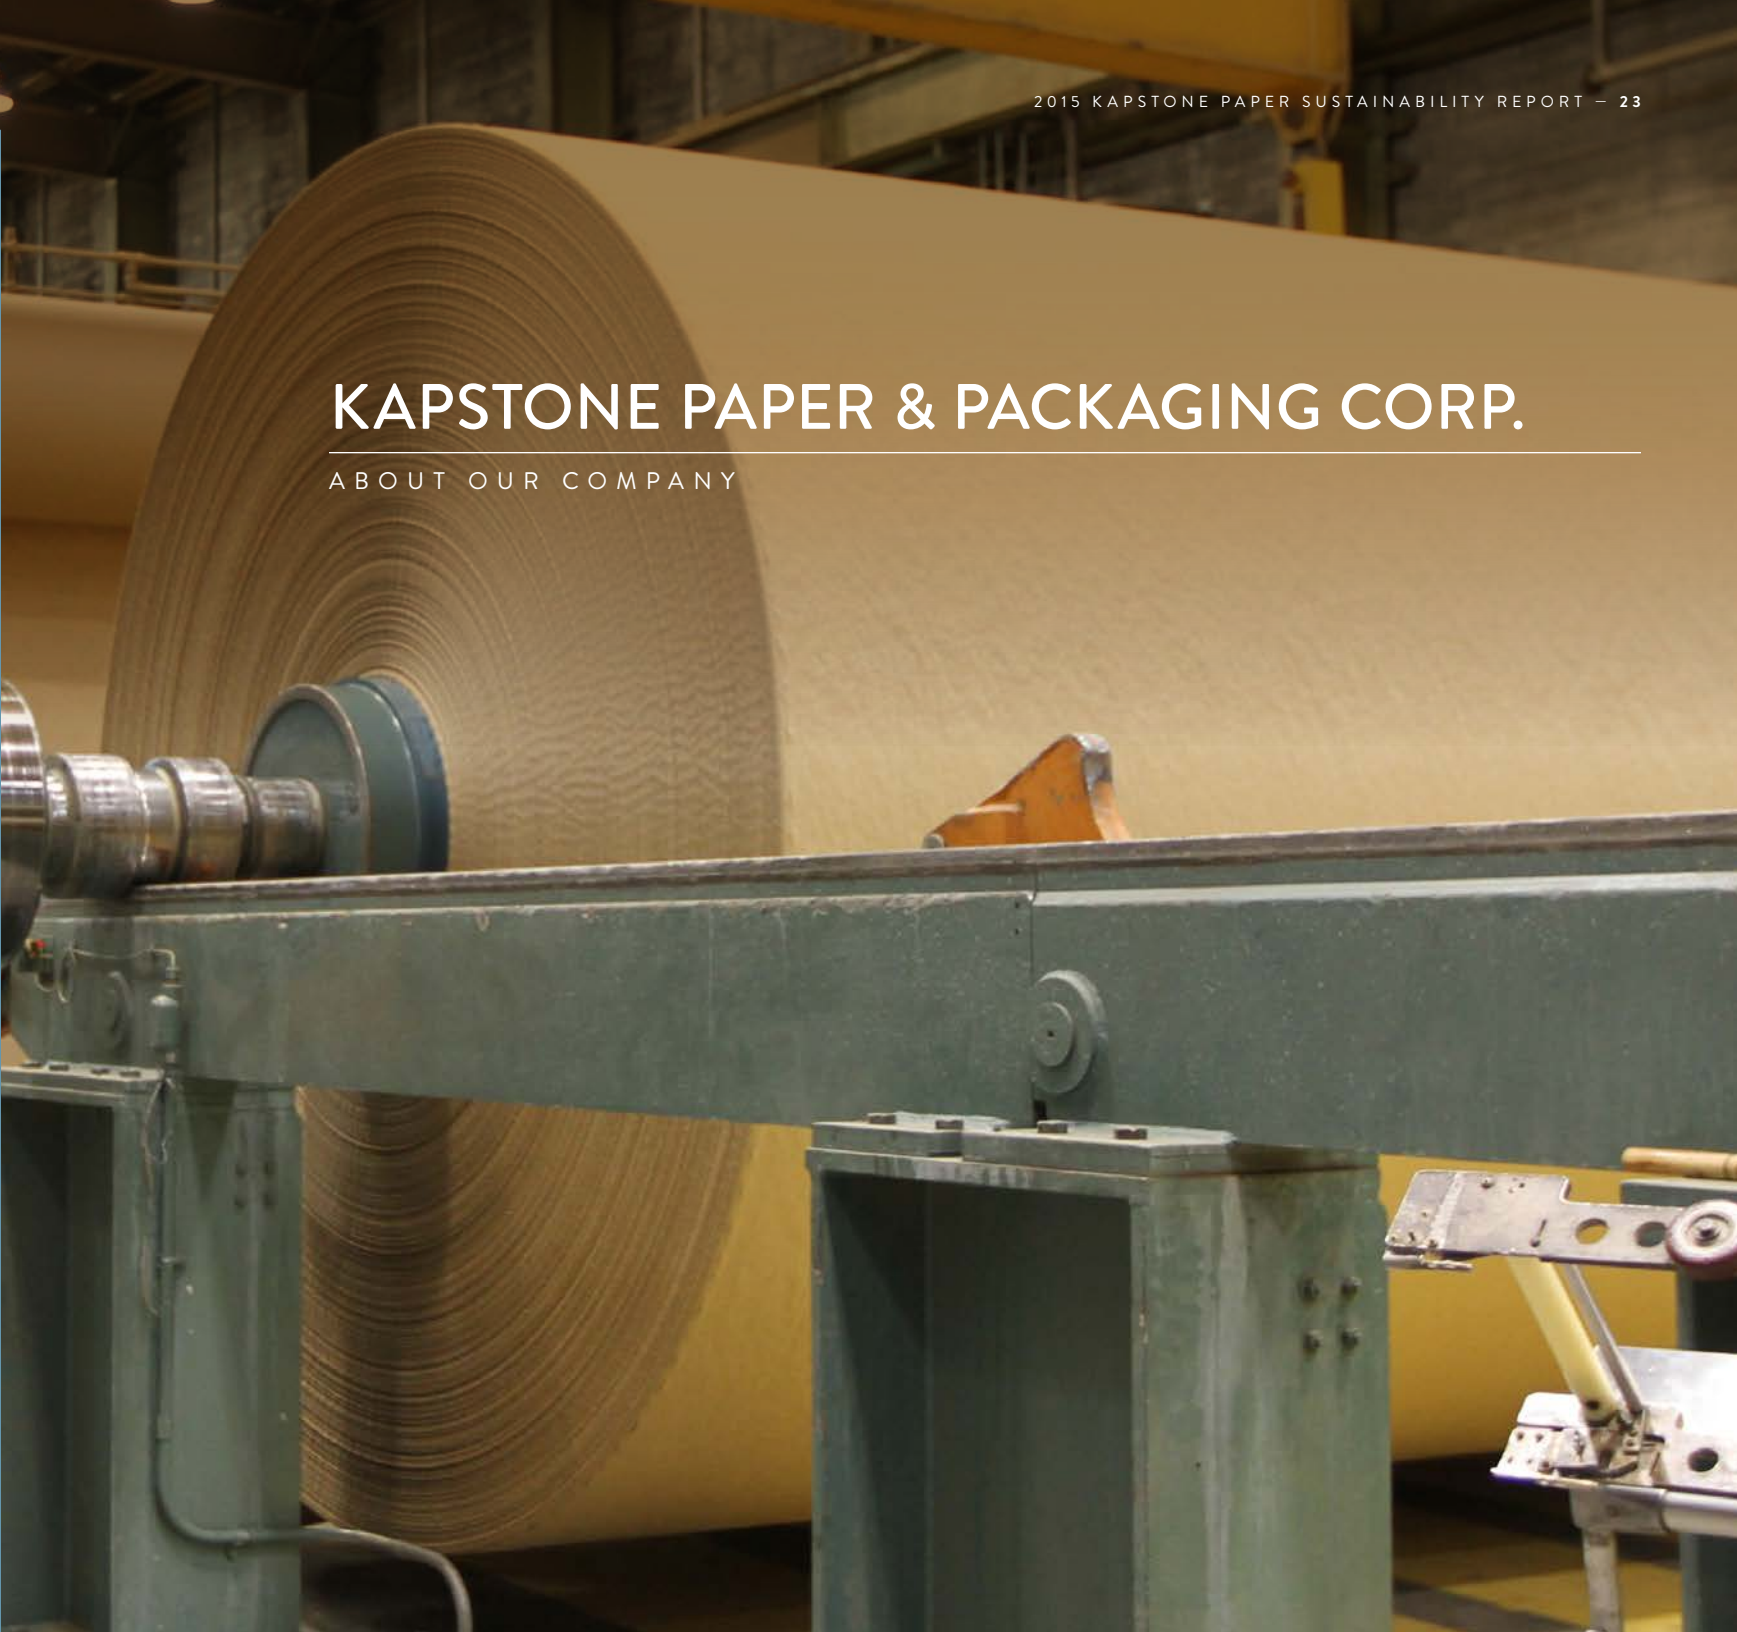 2015 KAPSTONE PAPER SUSTAINABILITY REPORT – 23
KAPSTONE PAPER & PACKAGING CORP.
ABOUT OUR COMPANY